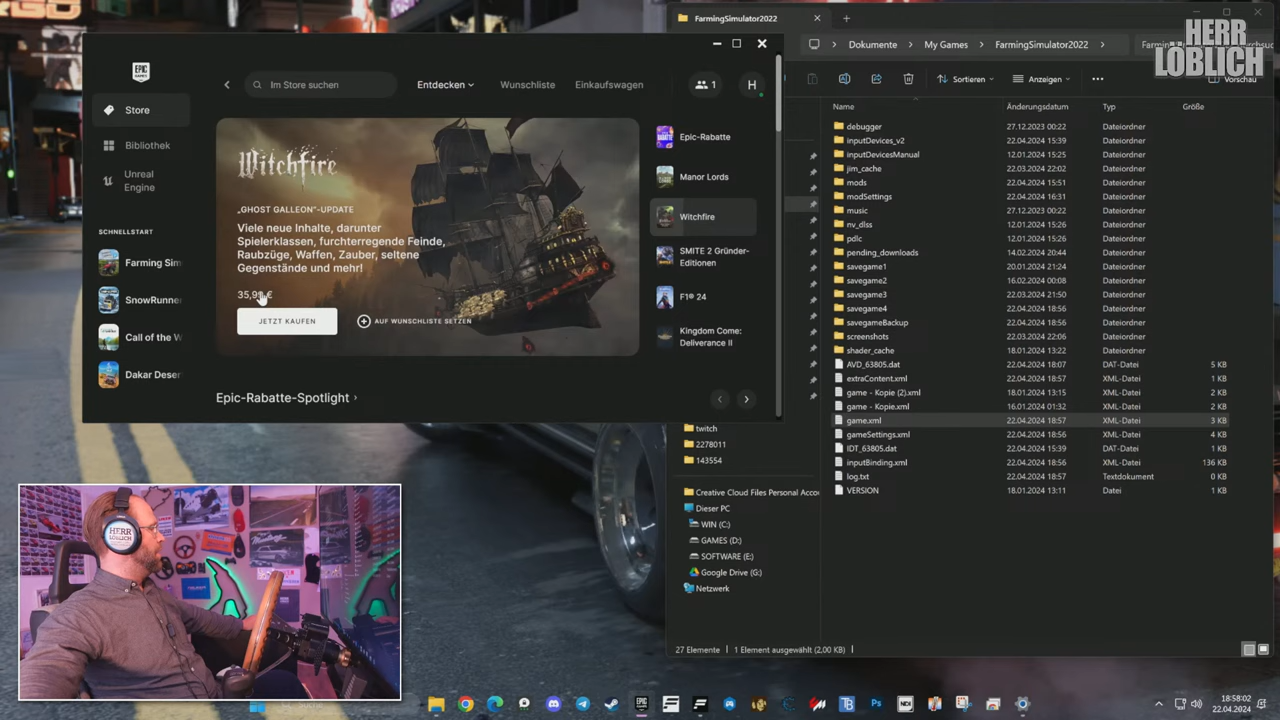 HERR
LÖBLICH
EPIC
GAMES
Store
Bibliothek
Unreal
Engine
SCHNELLSTART
Farming Sim
SnowRunner
Call of the W
Dakar Deser
Im Store suchen
Entdecken
Wunschliste
Einkaufswagen
1
H
Witchfire
„GHOST GALLEON"-UPDATE
Viele neue Inhalte, darunter
Spielerklassen, furchterregende Feinde,
Raubzüge, Waffen, Zauber, seltene
Gegenstände und mehr!
35,99 €
JETZT KAUFEN
AUF WUNSCHLISTE SETZEN
Epic-Rabatte
Manor Lords
Witchfire
SMITE 2 Gründer-
Editionen
F1® 24
Kingdom Come:
Deliverance II
Epic-Rabatte-Spotlight
FarmingSimulator2022
Dokumente
My Games
FarmingSimulator2022
Sortieren
Anzeigen
Vorschau
Name Änderungsdatum Typ Größe
debugger 27.12.2023 00:22 Dateiordner
inputDevices_v2 22.04.2024 15:39 Dateiordner
inputDevicesManual 12.01.2024 15:25 Dateiordner
jim_cache 22.03.2024 22:02 Dateiordner
mods 22.04.2024 15:51 Dateiordner
modSettings 22.04.2024 16:31 Dateiordner
music 27.12.2023 00:22 Dateiordner
nv_dlss 12.01.2024 15:26 Dateiordner
pdlc 12.01.2024 15:26 Dateiordner
pending_downloads 14.02.2024 20:44 Dateiordner
savegame1 20.01.2024 21:24 Dateiordner
savegame2 16.02.2024 00:08 Dateiordner
savegame3 22.03.2024 21:50 Dateiordner
savegame4 22.04.2024 18:56 Dateiordner
savegameBackup 22.04.2024 18:56 Dateiordner
screenshots 22.03.2024 22:06 Dateiordner
shader_cache 18.01.2024 13:22 Dateiordner
AVD_63805.dat 22.04.2024 18:07 DAT-Datei 5 KB
extraContent.xml 22.04.2024 18:57 XML-Datei 1 KB
game - Kopie (2).xml 18.01.2024 13:15 XML-Datei 2 KB
game - Kopie.xml 16.01.2024 01:32 XML-Datei 2 KB
game.xml 22.04.2024 18:57 XML-Datei 3 KB
gameSettings.xml 22.04.2024 18:56 XML-Datei 4 KB
IDT_63805.dat 22.04.2024 15:39 DAT-Datei 1 KB
inputBinding.xml 22.04.2024 18:56 XML-Datei 136 KB
log.txt 22.04.2024 18:57 Textdokument 0 KB
VERSION 18.01.2024 13:11 Datei 1 KB
twitch
2278011
143554
Creative Cloud Files Personal Accou
Dieser PC
WIN (C:)
GAMES (D:)
SOFTWARE (E:)
Google Drive (G:)
Netzwerk
27 Elemente 1 Element ausgewählt (2,00 KB)
HERR
LÖBLICH
Suche
18:58:02
22.04.2024